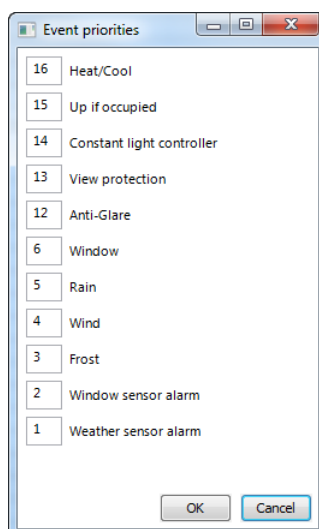 Event priorities
16 Heat/Cool
15 Up if occupied
14 Constant light controller
13 View protection
12 Anti-Glare
6 Window
5 Rain
4 Wind
3 Frost
2 Window sensor alarm
1 Weather sensor alarm
OK Cancel